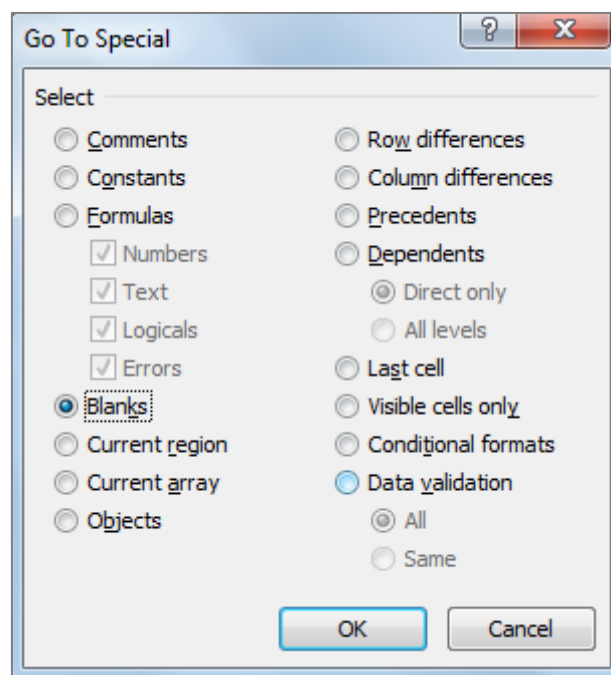 Go To Special
?
X
Select
Comments
Constants
Formulas
Numbers
Text
Logicals
Errors
Blanks
Current region
Current array
Objects
Row differences
Column differences
Precedents
Dependents
Direct only
All levels
Last cell
Visible cells only
Conditional formats
Data validation
All
Same
OK
Cancel